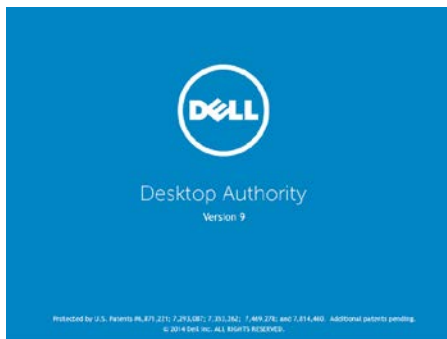 DELL
Desktop Authority
Version 9
Protected by U.S. Patents #6,871,221; 7,293,087; 7,353,262; 7,469,278; and 7,814,460. Additional patents pending.
© 2014 Dell Inc. ALL RIGHTS RESERVED.